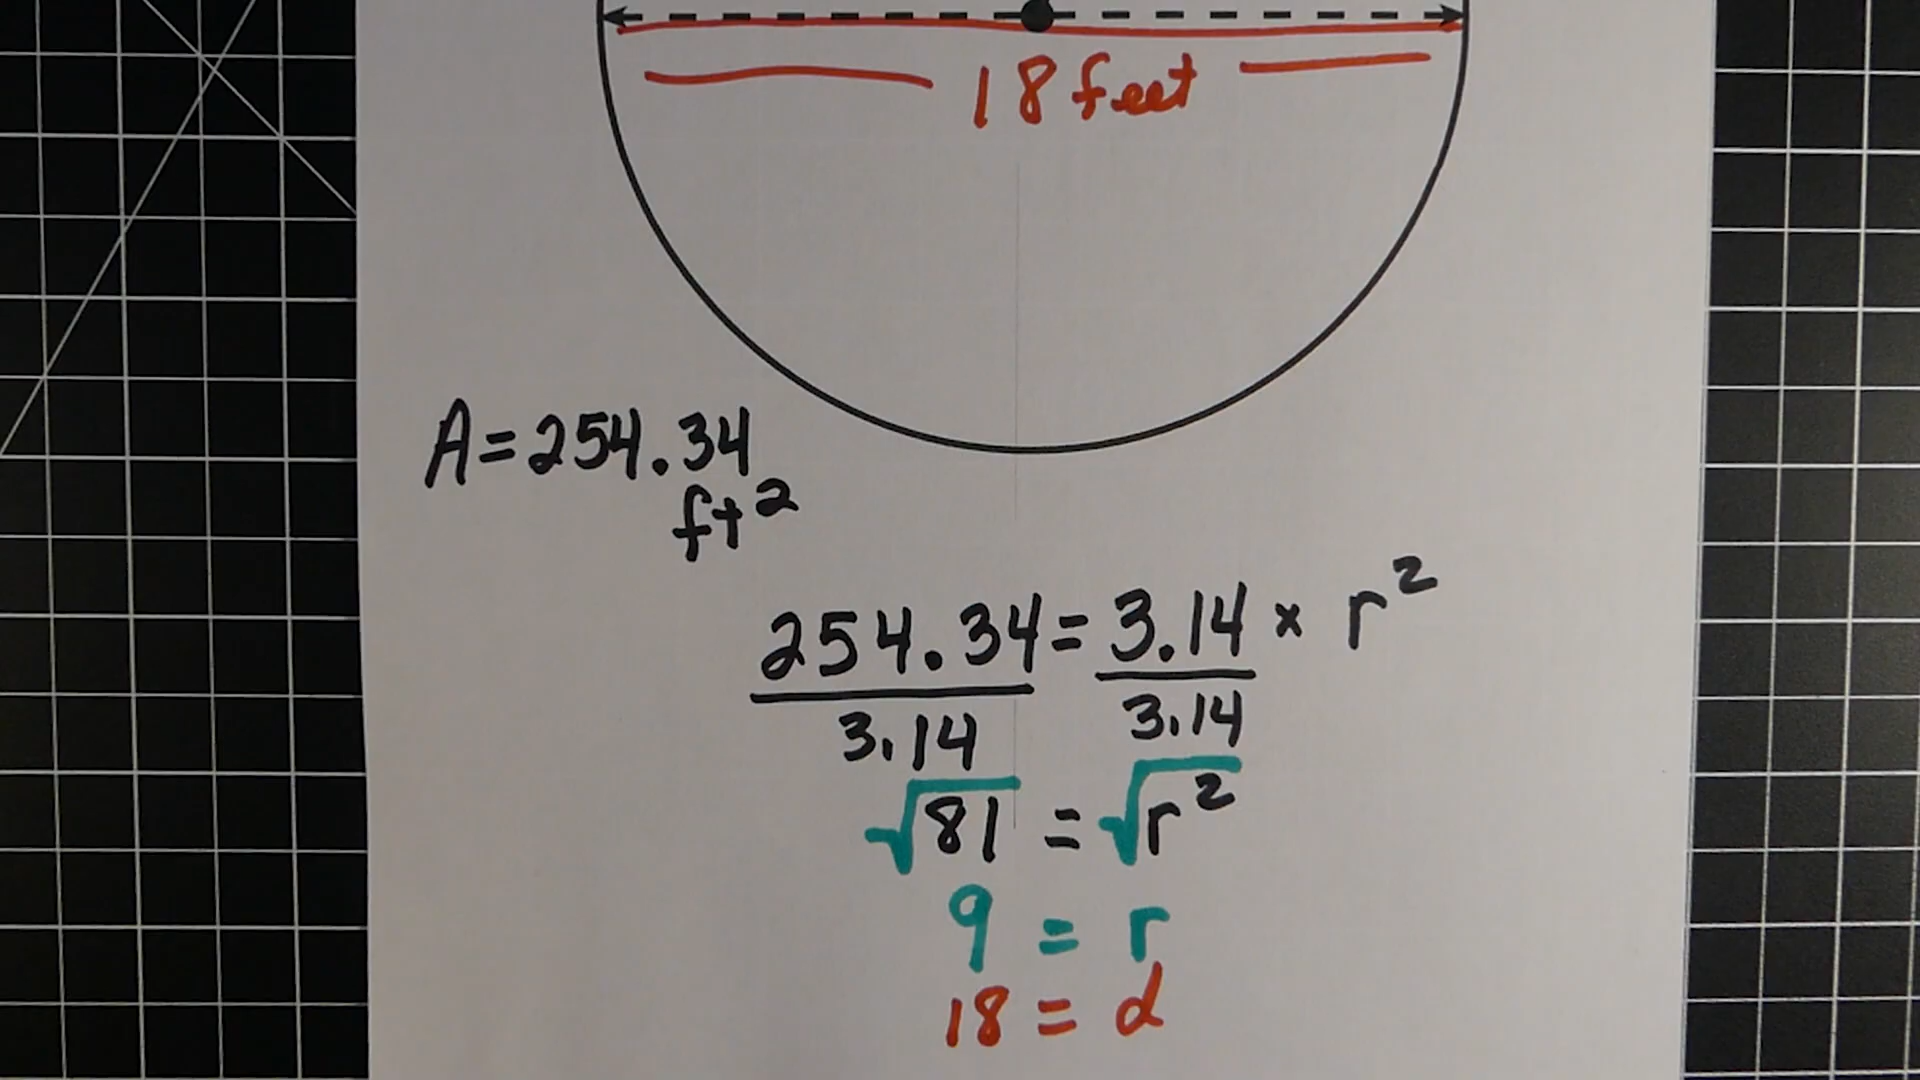 18 feet
A=254.34
ft²
254.34 = 3.14 × r²
3.14 3.14
√81 = √r²
9 = r
18 = d